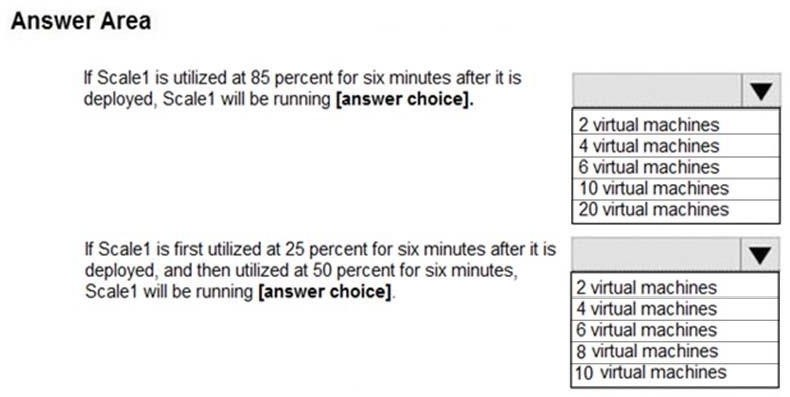 Answer Area
If Scale1 is utilized at 85 percent for six minutes after it is
deployed, Scale1 will be running [answer choice].
2 virtual machines
4 virtual machines
6 virtual machines
10 virtual machines
20 virtual machines
If Scale1 is first utilized at 25 percent for six minutes after it is
deployed, and then utilized at 50 percent for six minutes,
Scale1 will be running [answer choice].
2 virtual machines
4 virtual machines
6 virtual machines
8 virtual machines
10 virtual machines